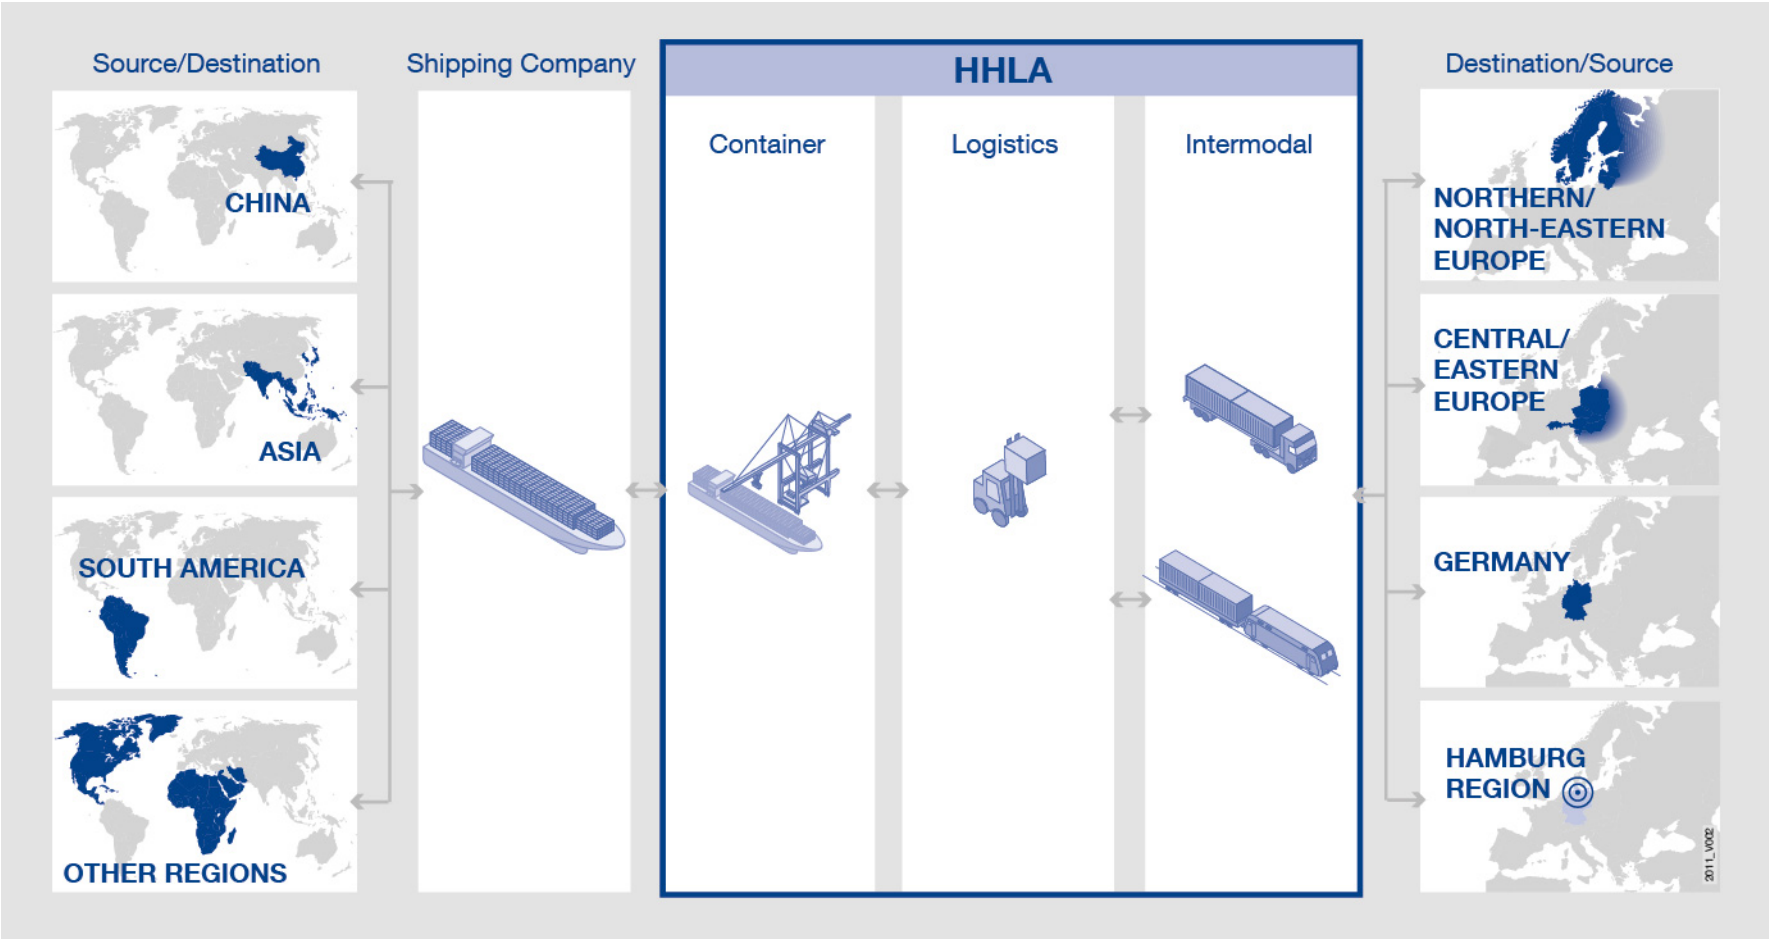 Source/Destination
Shipping Company
HHLA
Destination/Source
Container
Logistics
Intermodal
CHINA
ASIA
SOUTH AMERICA
OTHER REGIONS
NORTHERN/
NORTH-EASTERN
EUROPE
CENTRAL/
EASTERN
EUROPE
GERMANY
HAMBURG
REGION
2011_V002